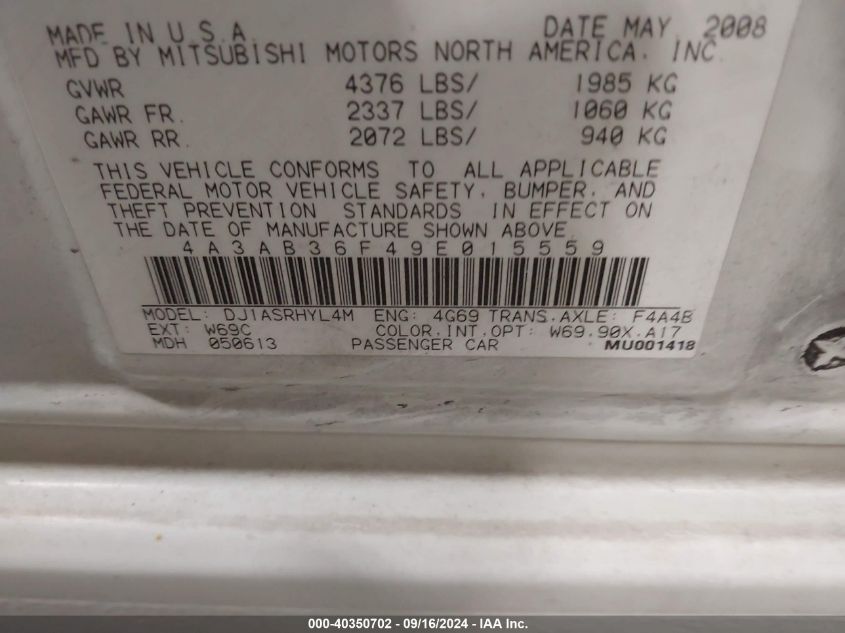 MADE IN U.S.A. DATE MAY, 2008
MFD BY MITSUBISHI MOTORS NORTH AMERICA, INC.
GVWR 4376 LBS/ 1985 KG
GAWR FR. 2337 LBS/ 1060 KG
GAWR RR. 2072 LBS/ 940 KG
THIS VEHICLE CONFORMS TO ALL APPLICABLE
FEDERAL MOTOR VEHICLE SAFETY, BUMPER, AND
THEFT PREVENTION STANDARDS IN EFFECT ON
THE DATE OF MANUFACTURE SHOWN ABOVE.
4A3AB36F49E015559
MODEL: DJ1ASRHYL4M ENG: 4G69 TRANS.AXLE: F4A4B
EXT: W69C COLOR.INT.OPT: W69.90X.A17
MDH 050613 PASSENGER CAR MU001418
000-40350702 - 09/16/2024 - IAA Inc.